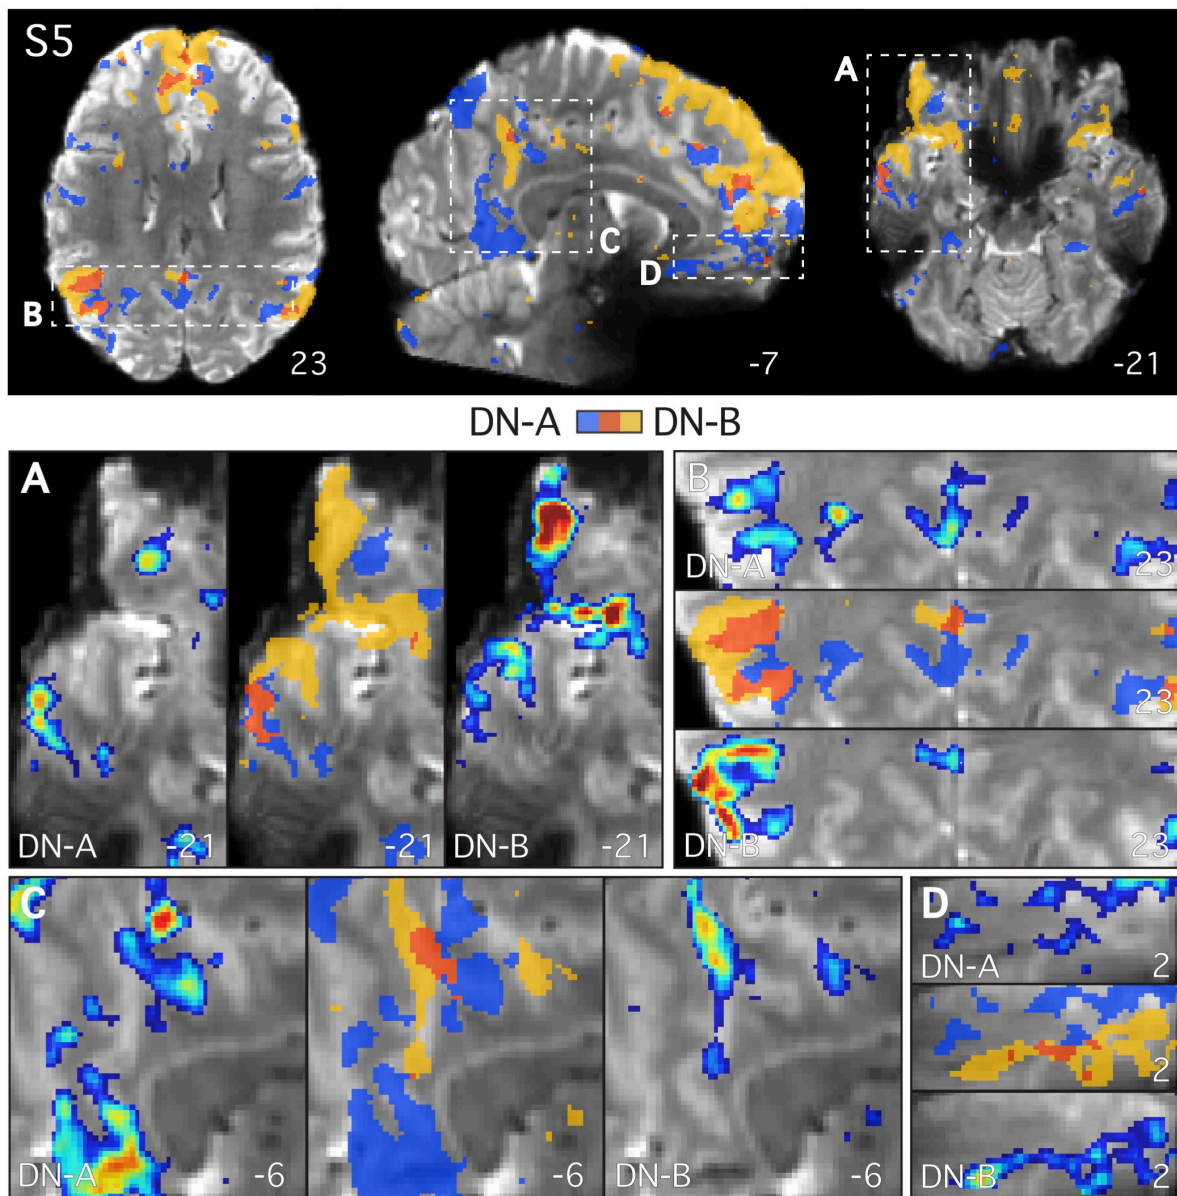 S5
A
B
C
D
23
-7
-21
DN-A DN-B
A
DN-A -21
-21
DN-B -21
B
DN-A 23
23
DN-B 23
C
DN-A -6
-6
DN-B -6
D
DN-A 2
2
DN-B 2